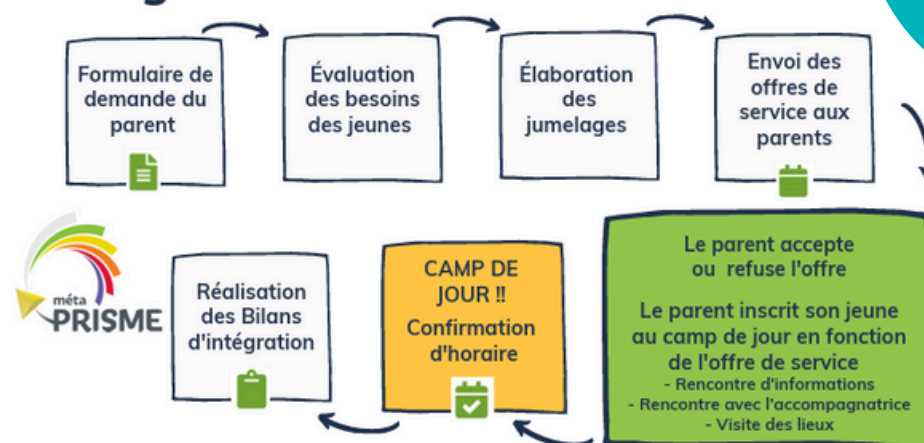 Formulaire de
demande du
parent
Évaluation
des besoins
des jeunes
Élaboration
des
jumelages
Envoi des
offres de
service aux
parents
Le parent accepte
ou refuse l'offre
Le parent inscrit son jeune
au camp de jour en fonction
de l'offre de service
- Rencontre d'informations
- Rencontre avec l'accompagnatrice
- Visite des lieux
CAMP DE
JOUR !!
Confirmation
d'horaire
Réalisation
des Bilans
d'intégration
méta
PRISME